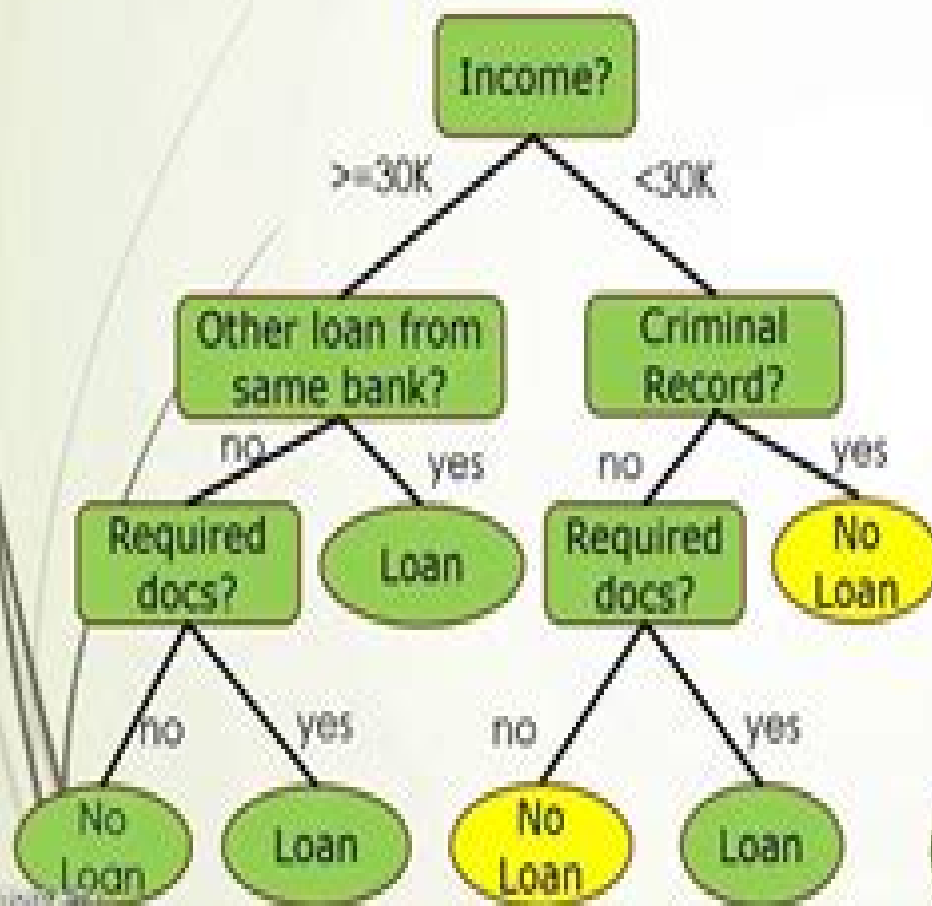 Income?
>=30K
<30K
Other loan from
same bank?
Criminal
Record?
no
yes
no
yes
Required
docs?
Loan
Required
docs?
No
Loan
no
yes
no
yes
No
Loan
Loan
No
Loan
Loan